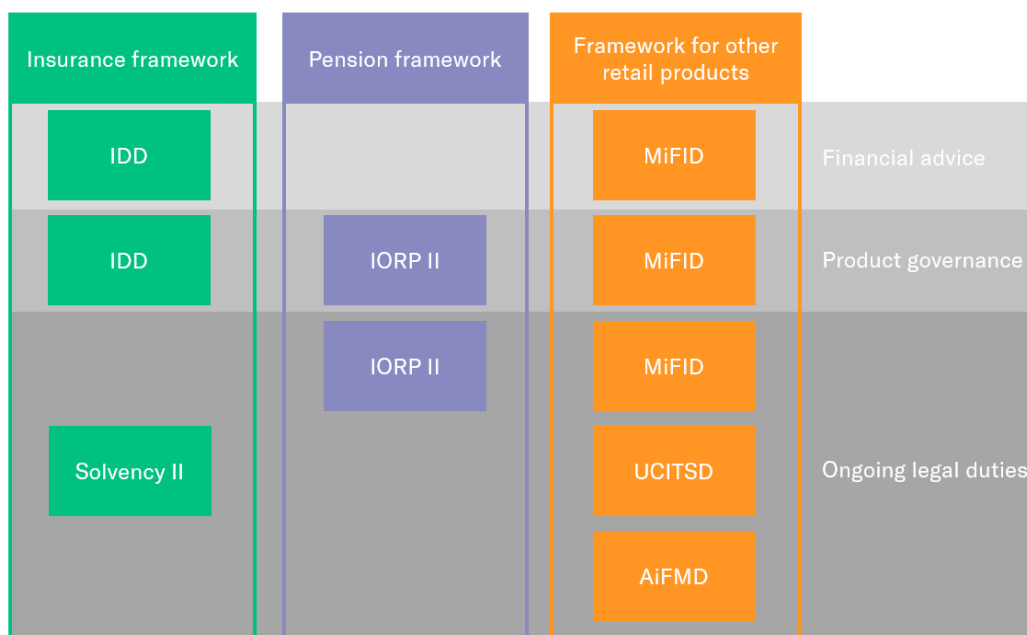 Insurance framework
Pension framework
Framework for other
retail products
IDD
MiFID
Financial advice
IDD
IORP II
MiFID
Product governance
IORP II
MiFID
Solvency II
UCITSD
Ongoing legal duties
AiFMD